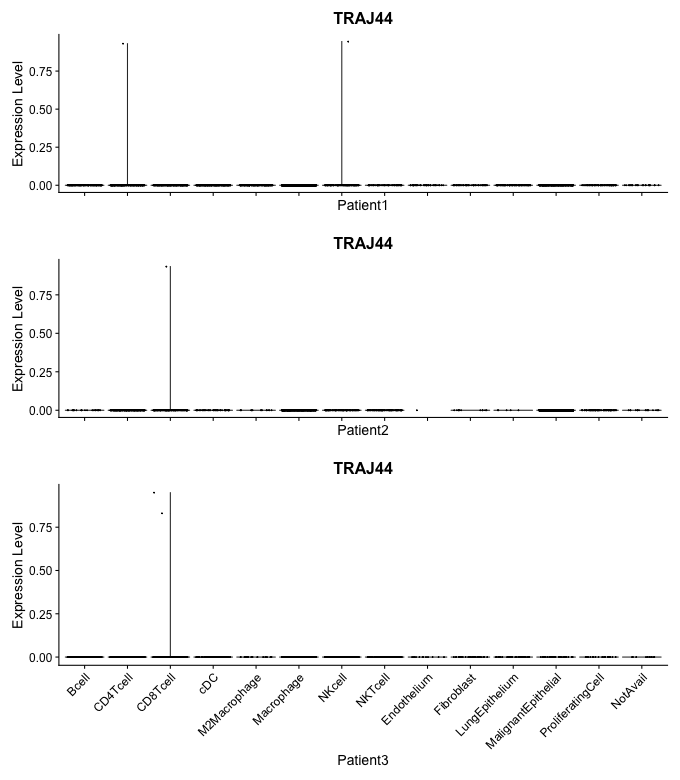 TRAJ44
Expression Level
0.75
0.50
0.25
0.00
Patient1
TRAJ44
Expression Level
0.75
0.50
0.25
0.00
Patient2
TRAJ44
Expression Level
0.75
0.50
0.25
0.00
Bcell
CD4Tcell
CD8Tcell
cDC
M2Macrophage
Macrophage
NKcell
NKTcell
Endothelium
Fibroblast
LungEpithelium
MalignantEpithelial
ProliferatingCell
NotAvail
Patient3